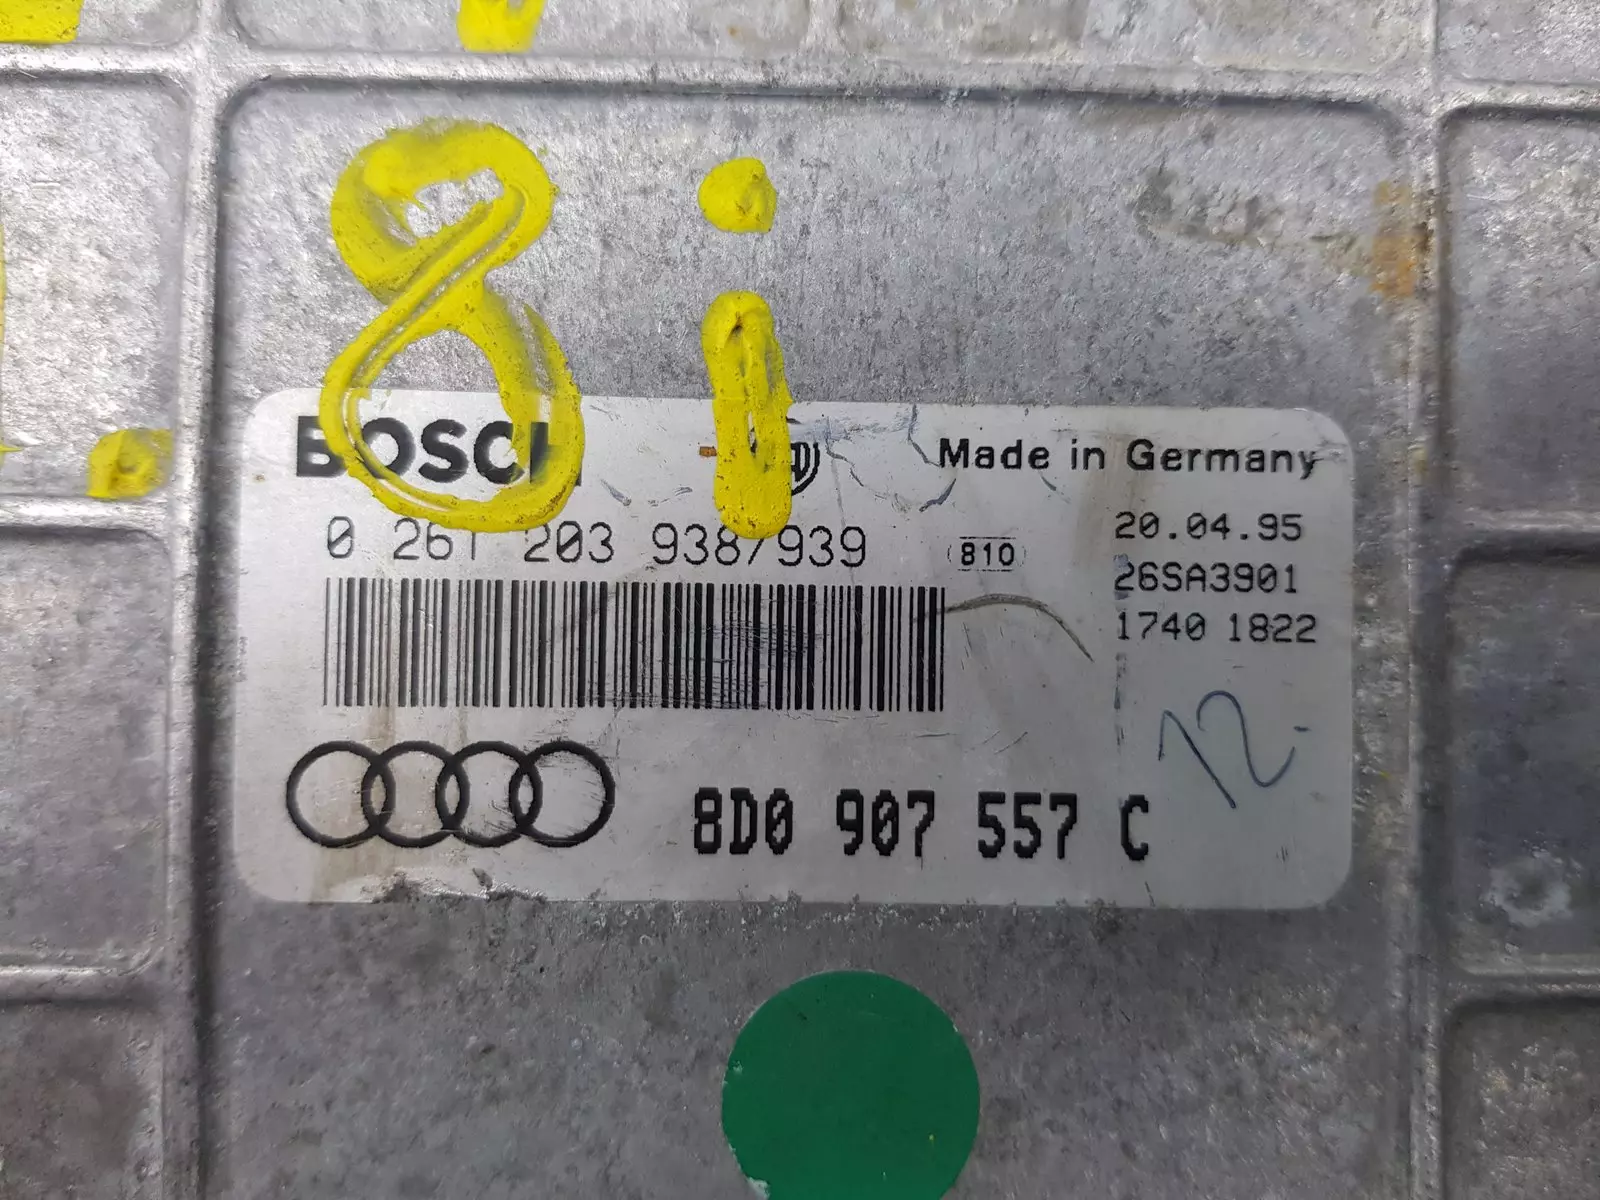 8i
BOSCH
Made in Germany
0 261 203 938/939
(810)
20.04.95
26SA3901
1740 1822
12.
8D0 907 557 C